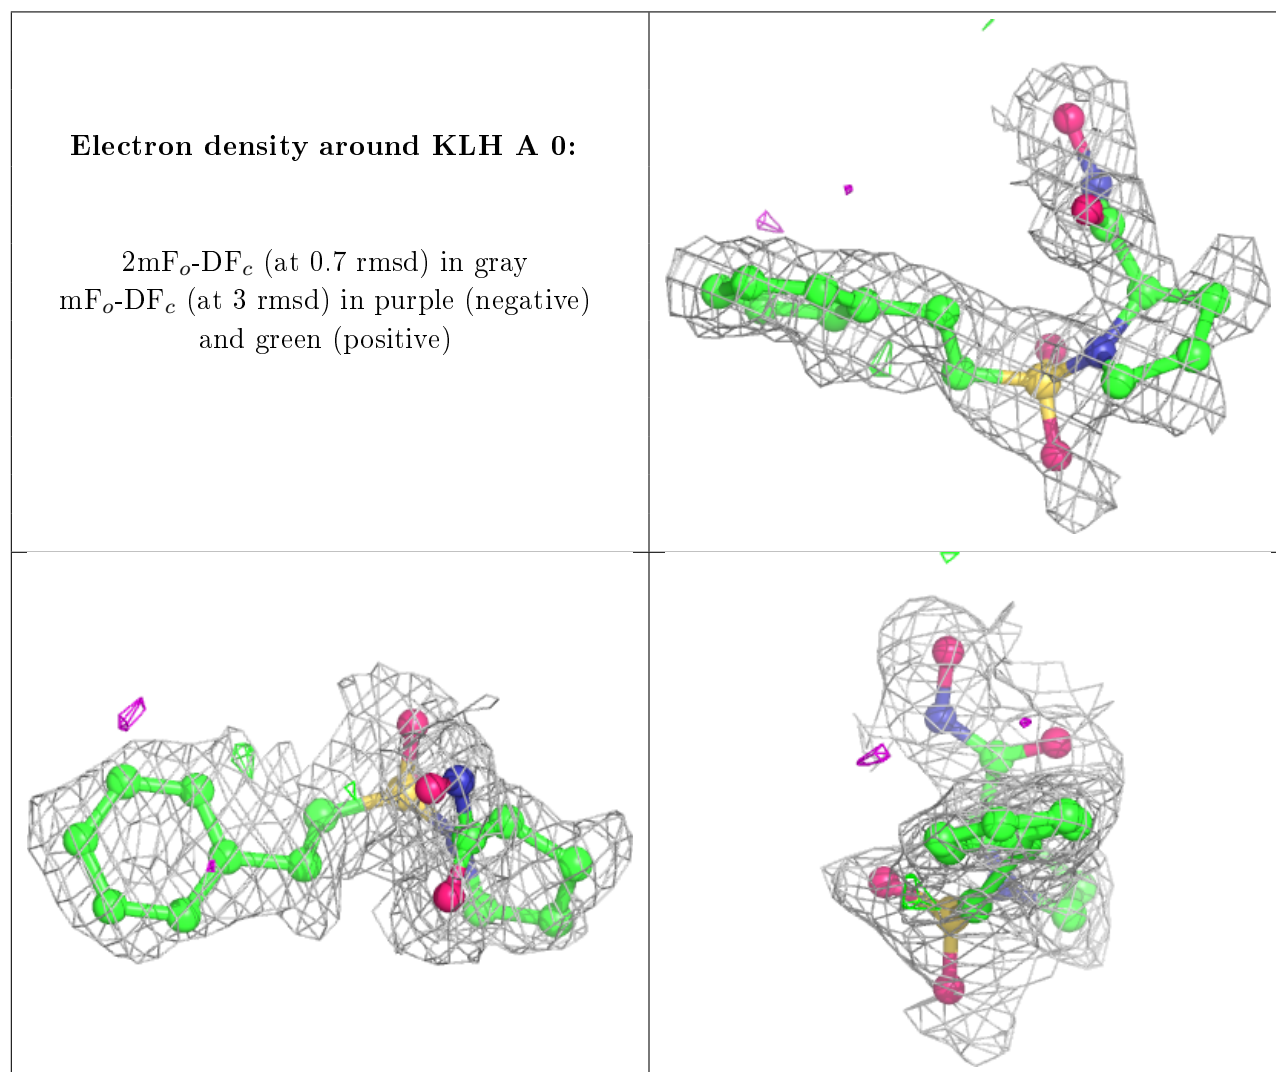 Electron density around KLH A 0:
2mFo-DFc (at 0.7 rmsd) in gray
mFo-DFc (at 3 rmsd) in purple (negative)
and green (positive)